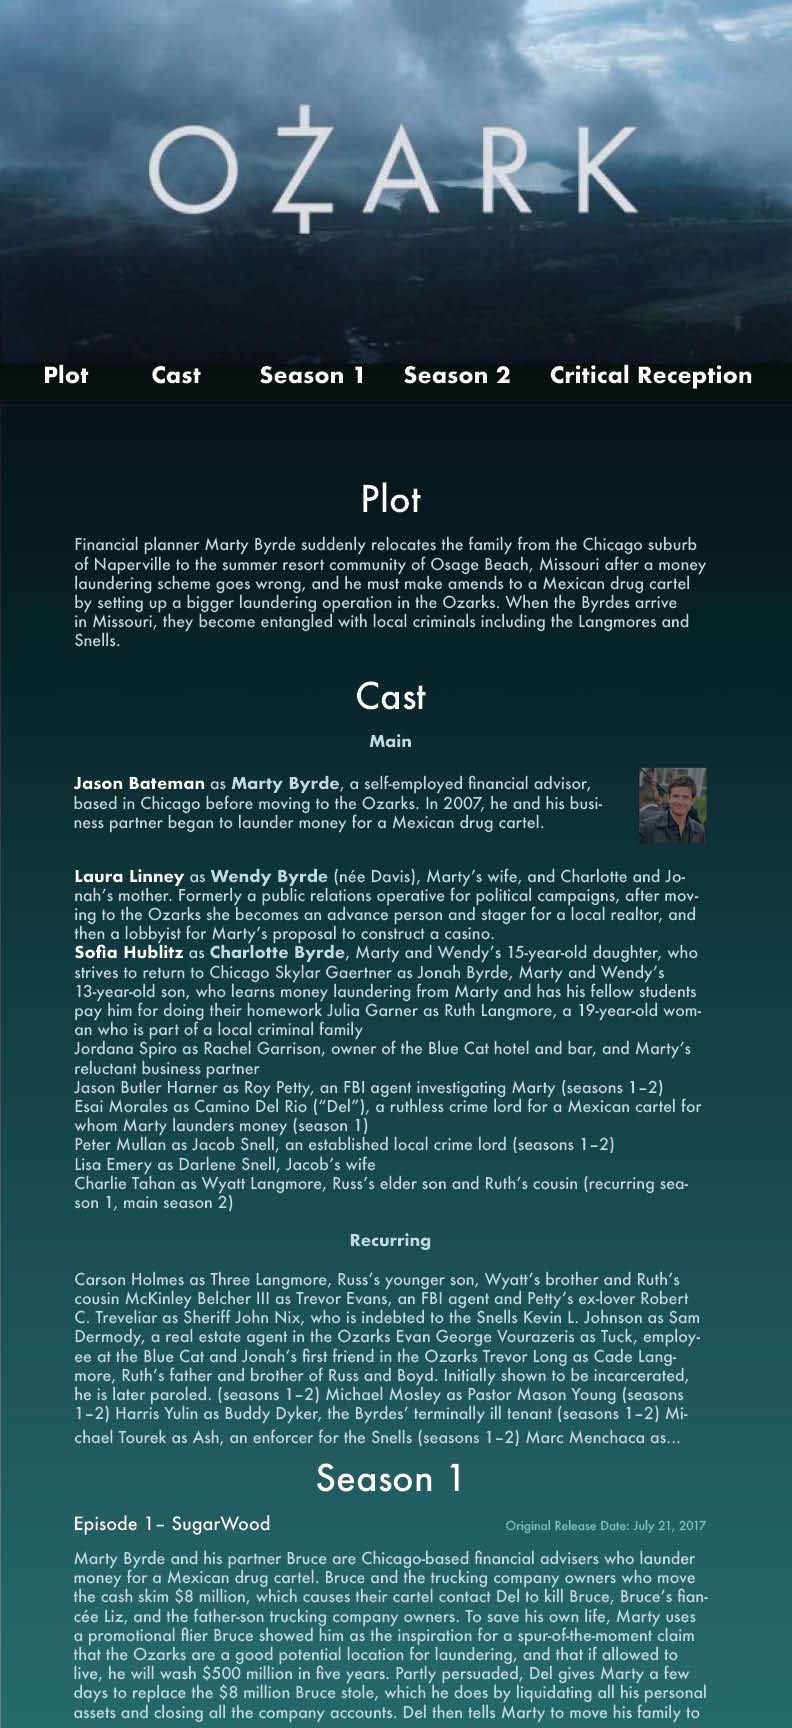 OZARK
Plot Cast Season 1 Season 2 Critical Reception
Plot
Financial planner Marty Byrde suddenly relocates the family from the Chicago suburb
of Naperville to the summer resort community of Osage Beach, Missouri after a money
laundering scheme goes wrong, and he must make amends to a Mexican drug cartel
by setting up a bigger laundering operation in the Ozarks. When the Byrdes arrive
in Missouri, they become entangled with local criminals including the Langmores and
Snells.
Cast
Main
Jason Bateman as Marty Byrde, a self-employed financial advisor,
based in Chicago before moving to the Ozarks. In 2007, he and his busi-
ness partner began to launder money for a Mexican drug cartel.
Laura Linney as Wendy Byrde (née Davis), Marty's wife, and Charlotte and Jo-
nah's mother. Formerly a public relations operative for political campaigns, after mov-
ing to the Ozarks she becomes an advance person and stager for a local realtor, and
then a lobbyist for Marty's proposal to construct a casino.
Sofia Hublitz as Charlotte Byrde, Marty and Wendy's 15-year-old daughter, who
strives to return to Chicago Skylar Gaertner as Jonah Byrde, Marty and Wendy's
13-year-old son, who learns money laundering from Marty and has his fellow students
pay him for doing their homework Julia Garner as Ruth Langmore, a 19-year-old wom-
an who is part of a local criminal family
Jordana Spiro as Rachel Garrison, owner of the Blue Cat hotel and bar, and Marty's
reluctant business partner
Jason Butler Harner as Roy Petty, an FBI agent investigating Marty (seasons 1–2)
Esai Morales as Camino Del Rio ("Del"), a ruthless crime lord for a Mexican cartel for
whom Marty launders money (season 1)
Peter Mullan as Jacob Snell, an established local crime lord (seasons 1–2)
Lisa Emery as Darlene Snell, Jacob's wife
Charlie Tahan as Wyatt Langmore, Russ's elder son and Ruth's cousin (recurring sea-
son 1, main season 2)
Recurring
Carson Holmes as Three Langmore, Russ's younger son, Wyatt's brother and Ruth's
cousin McKinley Belcher III as Trevor Evans, an FBI agent and Petty's ex-lover Robert
C. Treveliar as Sheriff John Nix, who is indebted to the Snells Kevin L. Johnson as Sam
Dermody, a real estate agent in the Ozarks Evan George Vourazeris as Tuck, employ-
ee at the Blue Cat and Jonah's first friend in the Ozarks Trevor Long as Cade Lang-
more, Ruth's father and brother of Russ and Boyd. Initially shown to be incarcerated,
he is later paroled. (seasons 1–2) Michael Mosley as Pastor Mason Young (seasons
1–2) Harris Yulin as Buddy Dyker, the Byrdes' terminally ill tenant (seasons 1–2) Mi-
chael Tourek as Ash, an enforcer for the Snells (seasons 1–2) Marc Menchaca as...
Season 1
Episode 1– SugarWood Original Release Date: July 21, 2017
Marty Byrde and his partner Bruce are Chicago-based financial advisers who launder
money for a Mexican drug cartel. Bruce and the trucking company owners who move
the cash skim $8 million, which causes their cartel contact Del to kill Bruce, Bruce's fian-
cée Liz, and the father-son trucking company owners. To save his own life, Marty uses
a promotional flier Bruce showed him as the inspiration for a spur-of-the-moment claim
that the Ozarks are a good potential location for laundering, and that if allowed to
live, he will wash $500 million in five years. Partly persuaded, Del gives Marty a few
days to replace the $8 million Bruce stole, which he does by liquidating all his personal
assets and closing all the company accounts. Del then tells Marty to move his family to